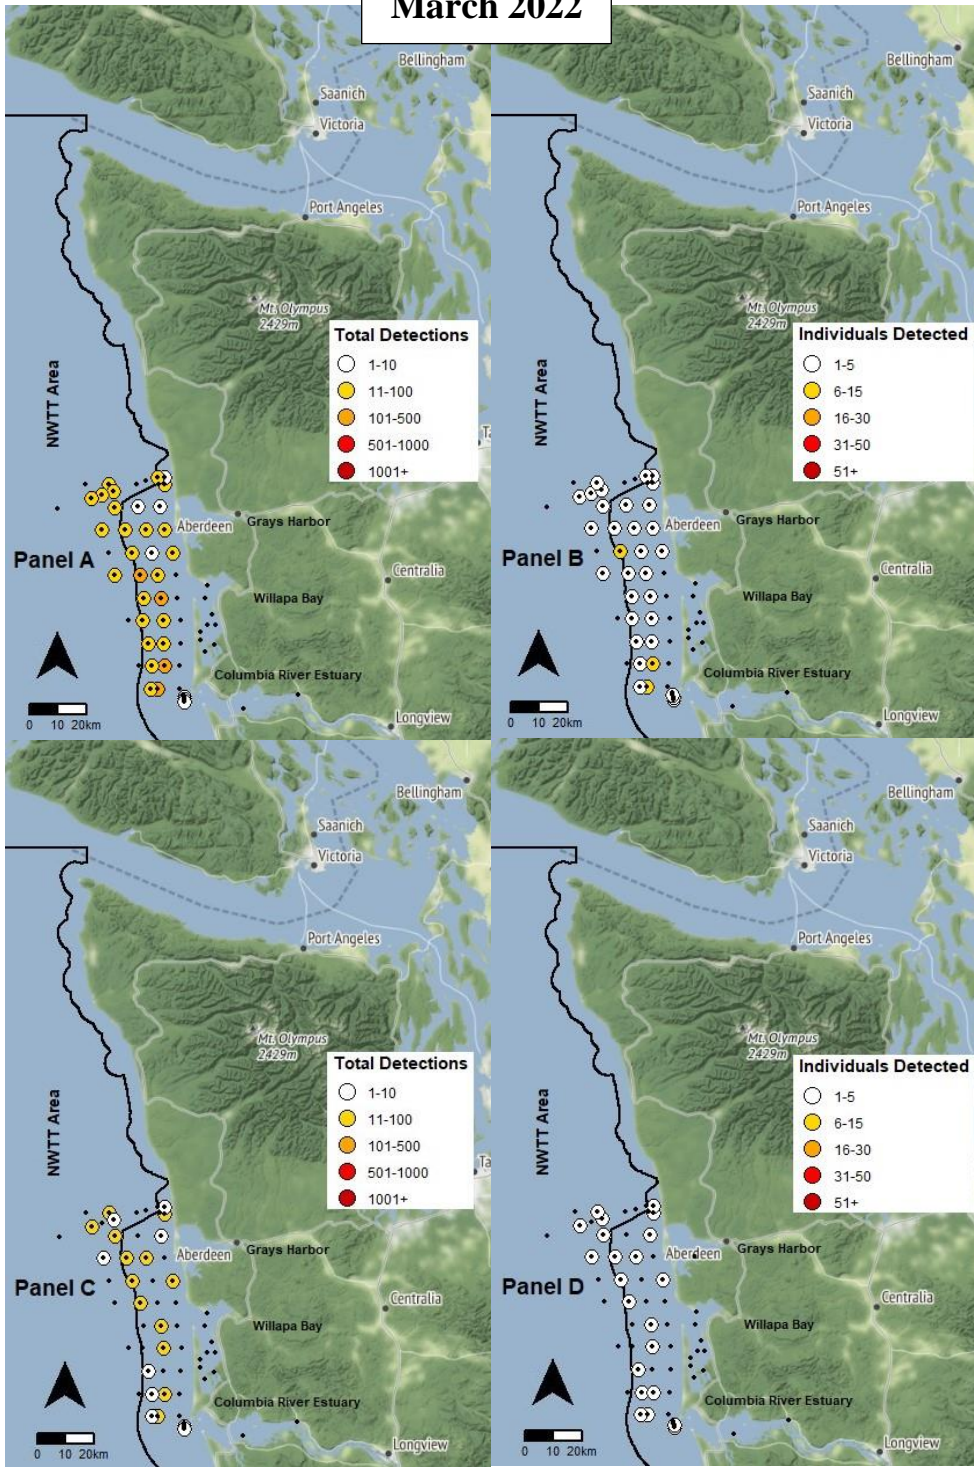 March 2022
Bellingham
Saanich
Victoria
Port Angeles
Mt. Olympus
2429m
Total Detections
1-10
11-100
101-500
501-1000
1001+
NWTT Area
T
Aberdeen
Grays Harbor
Panel A
Centralia
Willapa Bay
Columbia River Estuary
0 10 20km
Longview
Bellingham
Saanich
Victoria
Port Angeles
Mt. Olympus
2429m
Individuals Detected
1-5
6-15
16-30
31-50
51+
NWTT Area
Aberdeen
Grays Harbor
Panel B
Centralia
Willapa Bay
Columbia River Estuary
0 10 20km
Longview
Bellingham
Saanich
Victoria
Port Angeles
Mt. Olympus
2429m
Total Detections
1-10
11-100
101-500
501-1000
1001+
NWTT Area
Ta
Aberdeen
Grays Harbor
Panel C
Centralia
Willapa Bay
Columbia River Estuary
0 10 20km
Longview
Bellingham
Saanich
Victoria
Port Angeles
Mt. Olympus
2429m
Individuals Detected
1-5
6-15
16-30
31-50
51+
NWTT Area
Aberdeen
Grays Harbor
Panel D
Centralia
Willapa Bay
Columbia River Estuary
0 10 20km
Longview